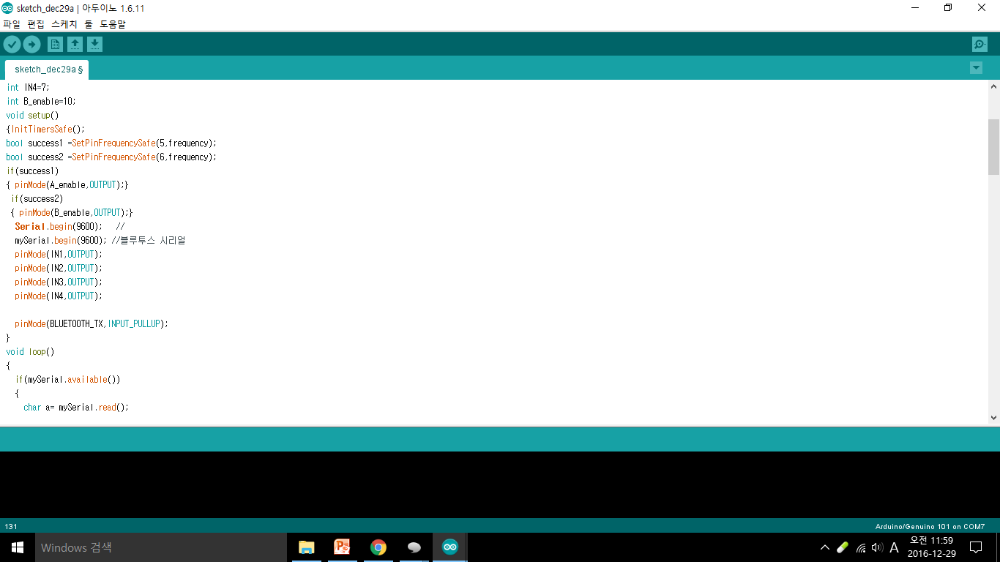 sketch_dec29a | 아두이노 1.6.11
파일 편집 스케치 툴 도움말
sketch_dec29a §
int IN4=7;
int B_enable=10;
void setup()
{InitTimersSafe();
bool success1 =SetPinFrequencySafe(5,frequency);
bool success2 =SetPinFrequencySafe(6,frequency);
if(success1)
{ pinMode(A_enable,OUTPUT);}
if(success2)
{ pinMode(B_enable,OUTPUT);}
Serial.begin(9600); //
mySerial.begin(9600); //블루투스 시리얼
pinMode(IN1,OUTPUT);
pinMode(IN2,OUTPUT);
pinMode(IN3,OUTPUT);
pinMode(IN4,OUTPUT);
pinMode(BLUETOOTH_TX,INPUT_PULLUP);
}
void loop()
{
if(mySerial.available())
{
char a= mySerial.read();
131
Arduino/Genuino 101 on COM7
Windows 검색
A
오전 11:59
2016-12-29